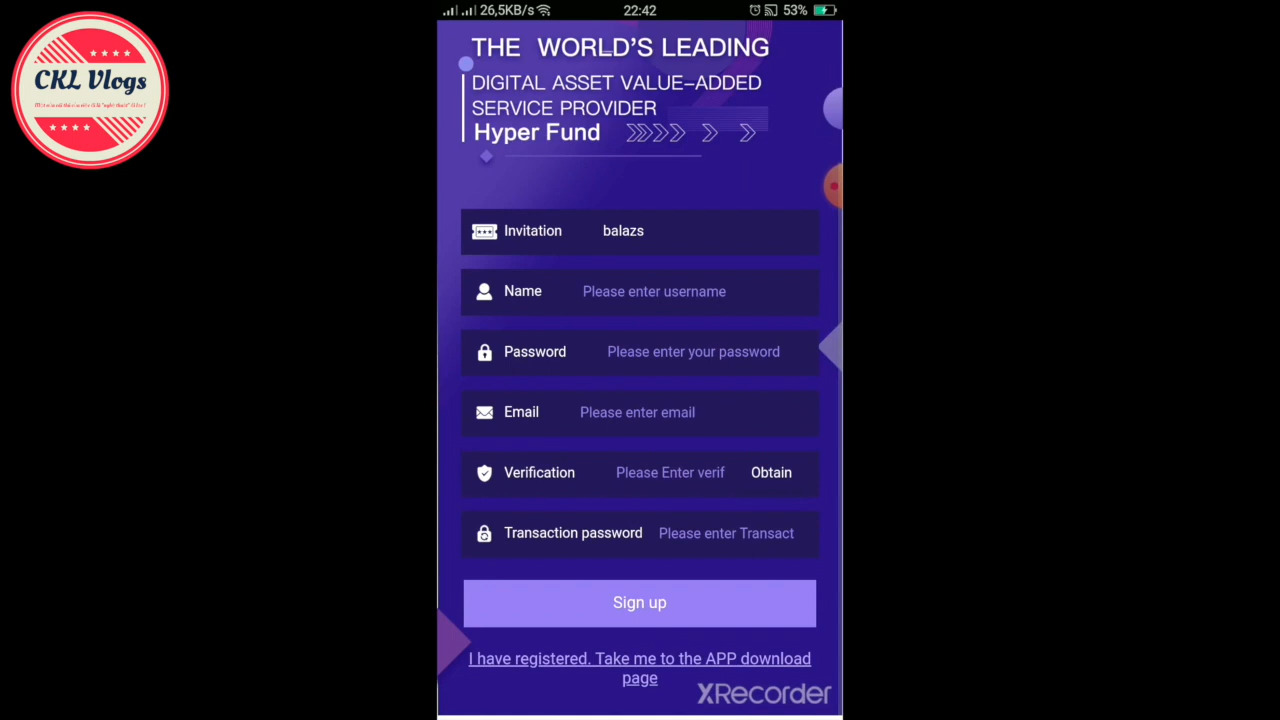 26,5KB/s
22:42
53%
★★★★
CKL Vlogs
★★★★
THE WORLD'S LEADING
DIGITAL ASSET VALUE-ADDED
SERVICE PROVIDER
Hyper Fund
Invitation balazs
Name Please enter username
Password Please enter your password
Email Please enter email
Verification Please Enter verif Obtain
Transaction password Please enter Transact
Sign up
I have registered. Take me to the APP download
page
XRecorder